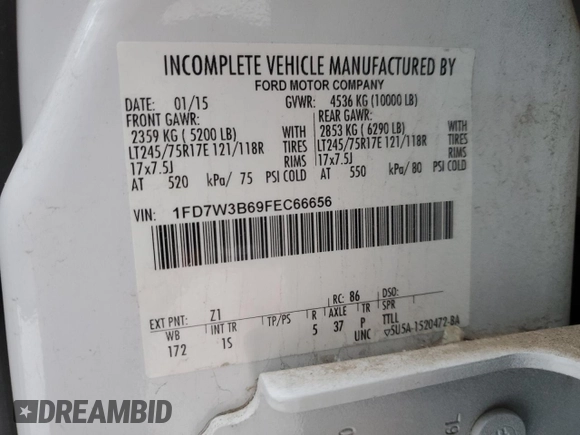 INCOMPLETE VEHICLE MANUFACTURED BY
FORD MOTOR COMPANY
DATE: 01/15 GVWR: 4536 KG (10000 LB)
FRONT GAWR: REAR GAWR:
2359 KG ( 5200 LB) WITH 2853 KG ( 6290 LB) WITH
LT245/75R17E 121/118R TIRES LT245/75R17E 121/118R TIRES
17x7.5J RIMS 17x7.5J RIMS
AT 520 kPa/ 75 PSI COLD AT 550 kPa/ 80 PSI COLD
VIN: 1FD7W3B69FEC66656
EXT PNT: Z1 RC: 86 DSO:
WB INT TR TP/PS R AXLE TR SPR
172 1S 5 37 P TTLL
UNC 5U5A-1520472-BA
DREAMBID